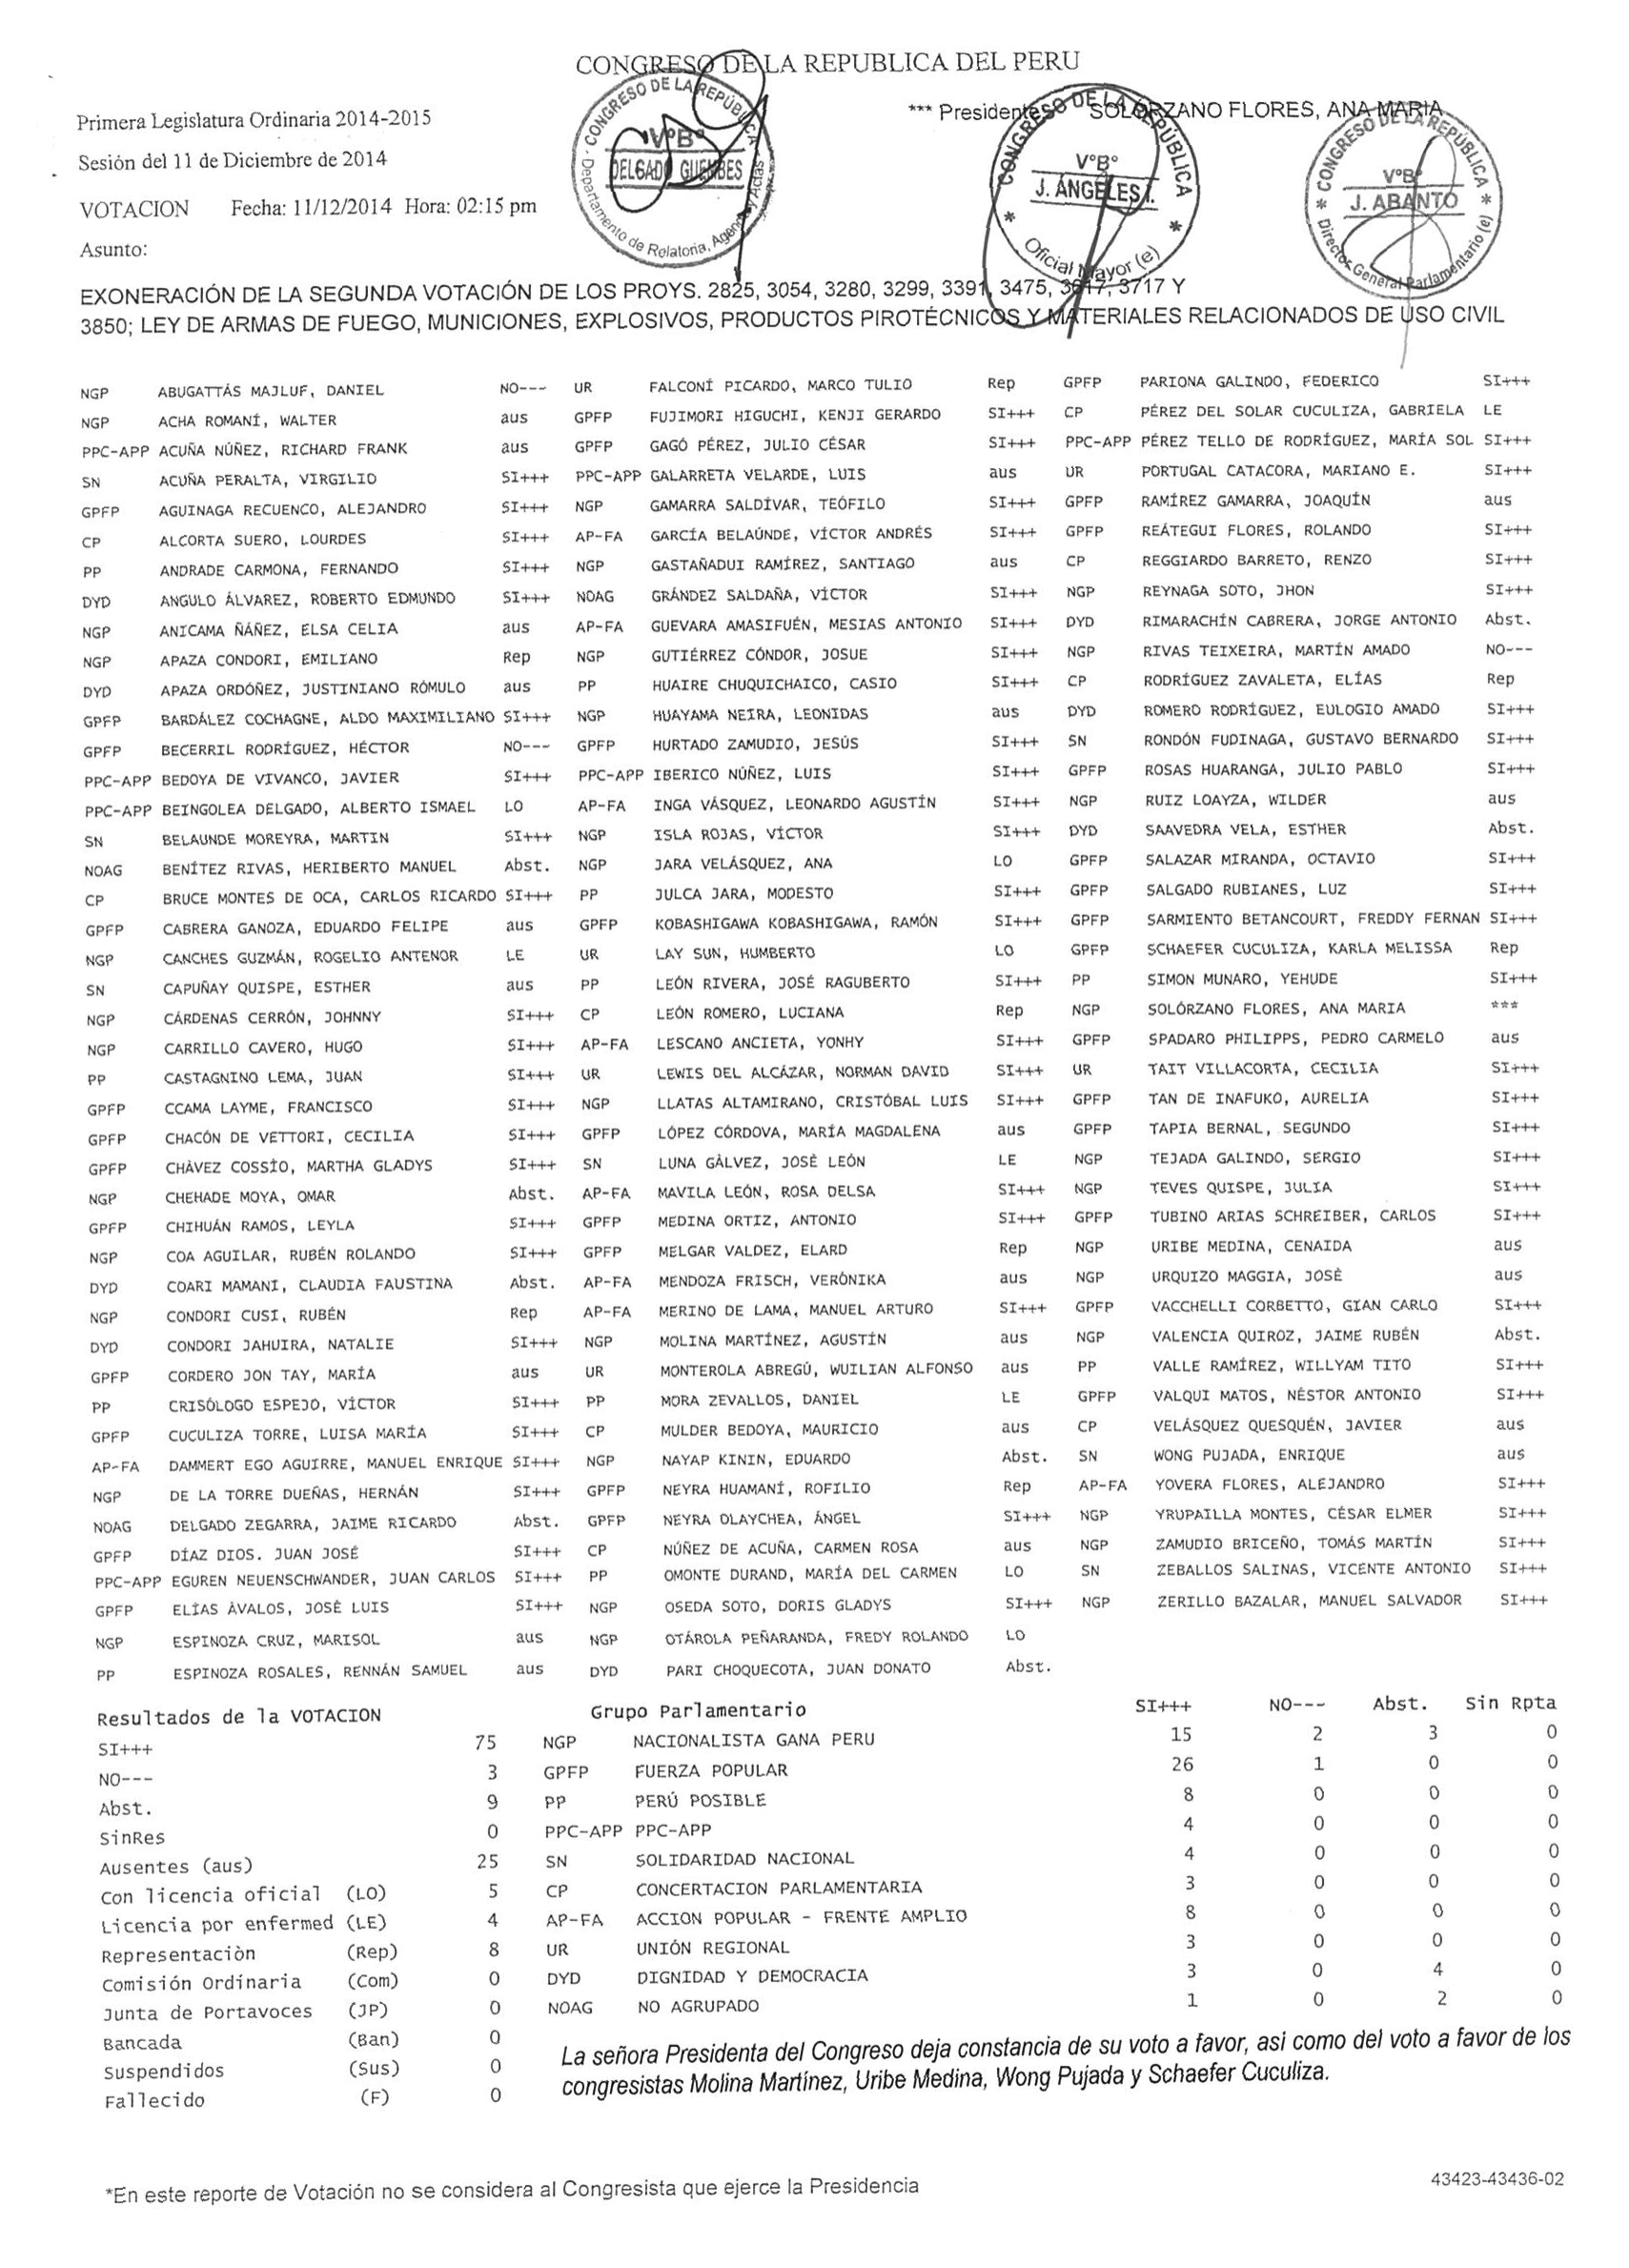 CONGRESO DE LA REPUBLICA DEL PERU
Primera Legislatura Ordinaria 2014-2015
*** Presidente: SOLÓRZANO FLORES, ANA MARIA
Sesión del 11 de Diciembre de 2014
VOTACION Fecha: 11/12/2014 Hora: 02:15 pm
Asunto:
CONGRESO DE LA REPÚBLICA
V°B°
DELGADO GUEMBES
Departamento de Relatoria, Agenda y Actas
CONGRESO DE LA REPÚBLICA
V°B°
J. ÁNGELES I.
Oficial Mayor (e)
CONGRESO DE LA REPÚBLICA
V°B°
J. ABANTO
Director General Parlamentario (e)
EXONERACIÓN DE LA SEGUNDA VOTACIÓN DE LOS PROYS. 2825, 3054, 3280, 3299, 3391, 3475, 3617, 3717 Y
3850; LEY DE ARMAS DE FUEGO, MUNICIONES, EXPLOSIVOS, PRODUCTOS PIROTÉCNICOS Y MATERIALES RELACIONADOS DE USO CIVIL
NGP ABUGATTÁS MAJLUF, DANIEL NO--- UR FALCONÍ PICARDO, MARCO TULIO Rep GPFP PARIONA GALINDO, FEDERICO SI+++
NGP ACHA ROMANÍ, WALTER aus GPFP FUJIMORI HIGUCHI, KENJI GERARDO SI+++ CP PÉREZ DEL SOLAR CUCULIZA, GABRIELA LE
PPC-APP ACUÑA NÚÑEZ, RICHARD FRANK aus GPFP GAGÓ PÉREZ, JULIO CÉSAR SI+++ PPC-APP PÉREZ TELLO DE RODRÍGUEZ, MARÍA SOL SI+++
SN ACUÑA PERALTA, VIRGILIO SI+++ PPC-APP GALARRETA VELARDE, LUIS aus UR PORTUGAL CATACORA, MARIANO E. SI+++
GPFP AGUINAGA RECUENCO, ALEJANDRO SI+++ NGP GAMARRA SALDÍVAR, TEÓFILO SI+++ GPFP RAMÍREZ GAMARRA, JOAQUÍN aus
CP ALCORTA SUERO, LOURDES SI+++ AP-FA GARCÍA BELAÚNDE, VÍCTOR ANDRÉS SI+++ GPFP REÁTEGUI FLORES, ROLANDO SI+++
PP ANDRADE CARMONA, FERNANDO SI+++ NGP GASTAÑADUI RAMÍREZ, SANTIAGO aus CP REGGIARDO BARRETO, RENZO SI+++
DYD ANGULO ÁLVAREZ, ROBERTO EDMUNDO SI+++ NOAG GRÁNDEZ SALDAÑA, VÍCTOR SI+++ NGP REYNAGA SOTO, JHON SI+++
NGP ANICAMA ÑÁÑEZ, ELSA CELIA aus AP-FA GUEVARA AMASIFUÉN, MESIAS ANTONIO SI+++ DYD RIMARACHÍN CABRERA, JORGE ANTONIO Abst.
NGP APAZA CONDORI, EMILIANO Rep NGP GUTIÉRREZ CÓNDOR, JOSUE SI+++ NGP RIVAS TEIXEIRA, MARTÍN AMADO NO---
DYD APAZA ORDÓÑEZ, JUSTINIANO RÓMULO aus PP HUAIRE CHUQUICHAICO, CASIO SI+++ CP RODRÍGUEZ ZAVALETA, ELÍAS Rep
GPFP BARDÁLEZ COCHAGNE, ALDO MAXIMILIANO SI+++ NGP HUAYAMA NEIRA, LEONIDAS aus DYD ROMERO RODRÍGUEZ, EULOGIO AMADO SI+++
GPFP BECERRIL RODRÍGUEZ, HÉCTOR NO--- GPFP HURTADO ZAMUDIO, JESÚS SI+++ SN RONDÓN FUDINAGA, GUSTAVO BERNARDO SI+++
PPC-APP BEDOYA DE VIVANCO, JAVIER SI+++ PPC-APP IBERICO NÚÑEZ, LUIS SI+++ GPFP ROSAS HUARANGA, JULIO PABLO SI+++
PPC-APP BEINGOLEA DELGADO, ALBERTO ISMAEL LO AP-FA INGA VÁSQUEZ, LEONARDO AGUSTÍN SI+++ NGP RUIZ LOAYZA, WILDER aus
SN BELAUNDE MOREYRA, MARTIN SI+++ NGP ISLA ROJAS, VÍCTOR SI+++ DYD SAAVEDRA VELA, ESTHER Abst.
NOAG BENÍTEZ RIVAS, HERIBERTO MANUEL Abst. NGP JARA VELÁSQUEZ, ANA LO GPFP SALAZAR MIRANDA, OCTAVIO SI+++
CP BRUCE MONTES DE OCA, CARLOS RICARDO SI+++ PP JULCA JARA, MODESTO SI+++ GPFP SALGADO RUBIANES, LUZ SI+++
GPFP CABRERA GANOZA, EDUARDO FELIPE aus GPFP KOBASHIGAWA KOBASHIGAWA, RAMÓN SI+++ GPFP SARMIENTO BETANCOURT, FREDDY FERNAN SI+++
NGP CANCHES GUZMÁN, ROGELIO ANTENOR LE UR LAY SUN, HUMBERTO LO GPFP SCHAEFER CUCULIZA, KARLA MELISSA Rep
SN CAPUÑAY QUISPE, ESTHER aus PP LEÓN RIVERA, JOSÉ RAGUBERTO SI+++ PP SIMON MUNARO, YEHUDE SI+++
NGP CÁRDENAS CERRÓN, JOHNNY SI+++ CP LEÓN ROMERO, LUCIANA Rep NGP SOLÓRZANO FLORES, ANA MARIA ***
NGP CARRILLO CAVERO, HUGO SI+++ AP-FA LESCANO ANCIETA, YONHY SI+++ GPFP SPADARO PHILIPPS, PEDRO CARMELO aus
PP CASTAGNINO LEMA, JUAN SI+++ UR LEWIS DEL ALCÁZAR, NORMAN DAVID SI+++ UR TAIT VILLACORTA, CECILIA SI+++
GPFP CCAMA LAYME, FRANCISCO SI+++ NGP LLATAS ALTAMIRANO, CRISTÓBAL LUIS SI+++ GPFP TAN DE INAFUKO, AURELIA SI+++
GPFP CHACÓN DE VETTORI, CECILIA SI+++ GPFP LÓPEZ CÓRDOVA, MARÍA MAGDALENA aus GPFP TAPIA BERNAL, SEGUNDO SI+++
GPFP CHÁVEZ COSSÍO, MARTHA GLADYS SI+++ SN LUNA GÁLVEZ, JOSÉ LEÓN LE NGP TEJADA GALINDO, SERGIO SI+++
NGP CHEHADE MOYA, OMAR Abst. AP-FA MAVILA LEÓN, ROSA DELSA SI+++ NGP TEVES QUISPE, JULIA SI+++
GPFP CHIHUÁN RAMOS, LEYLA SI+++ GPFP MEDINA ORTIZ, ANTONIO SI+++ GPFP TUBINO ARIAS SCHREIBER, CARLOS SI+++
NGP COA AGUILAR, RUBÉN ROLANDO SI+++ GPFP MELGAR VALDEZ, ELARD Rep NGP URIBE MEDINA, CENAIDA aus
DYD COARI MAMANI, CLAUDIA FAUSTINA Abst. AP-FA MENDOZA FRISCH, VERÓNIKA aus NGP URQUIZO MAGGIA, JOSÉ aus
NGP CONDORI CUSI, RUBÉN Rep AP-FA MERINO DE LAMA, MANUEL ARTURO SI+++ GPFP VACCHELLI CORBETTO, GIAN CARLO SI+++
DYD CONDORI JAHUIRA, NATALIE SI+++ NGP MOLINA MARTÍNEZ, AGUSTÍN aus NGP VALENCIA QUIROZ, JAIME RUBÉN Abst.
GPFP CORDERO JON TAY, MARÍA aus UR MONTEROLA ABREGÚ, WUILIAN ALFONSO aus PP VALLE RAMÍREZ, WILLYAM TITO SI+++
PP CRISÓLOGO ESPEJO, VÍCTOR SI+++ PP MORA ZEVALLOS, DANIEL LE GPFP VALQUI MATOS, NÉSTOR ANTONIO SI+++
GPFP CUCULIZA TORRE, LUISA MARÍA SI+++ CP MULDER BEDOYA, MAURICIO aus CP VELÁSQUEZ QUESQUÉN, JAVIER aus
AP-FA DAMMERT EGO AGUIRRE, MANUEL ENRIQUE SI+++ NGP NAYAP KININ, EDUARDO Abst. SN WONG PUJADA, ENRIQUE aus
NGP DE LA TORRE DUEÑAS, HERNÁN SI+++ GPFP NEYRA HUAMANÍ, ROFILIO Rep AP-FA YOVERA FLORES, ALEJANDRO SI+++
NOAG DELGADO ZEGARRA, JAIME RICARDO Abst. GPFP NEYRA OLAYCHEA, ÁNGEL SI+++ NGP YRUPAILLA MONTES, CÉSAR ELMER SI+++
GPFP DÍAZ DIOS. JUAN JOSÉ SI+++ CP NÚÑEZ DE ACUÑA, CARMEN ROSA aus NGP ZAMUDIO BRICEÑO, TOMÁS MARTÍN SI+++
PPC-APP EGUREN NEUENSCHWANDER, JUAN CARLOS SI+++ PP OMONTE DURAND, MARÍA DEL CARMEN LO SN ZEBALLOS SALINAS, VICENTE ANTONIO SI+++
GPFP ELÍAS ÁVALOS, JOSÉ LUIS SI+++ NGP OSEDA SOTO, DORIS GLADYS SI+++ NGP ZERILLO BAZALAR, MANUEL SALVADOR SI+++
NGP ESPINOZA CRUZ, MARISOL aus NGP OTÁROLA PEÑARANDA, FREDY ROLANDO LO
PP ESPINOZA ROSALES, RENNÁN SAMUEL aus DYD PARI CHOQUECOTA, JUAN DONATO Abst.
Resultados de la VOTACION Grupo Parlamentario SI+++ NO--- Abst. Sin Rpta
SI+++ 75 NGP NACIONALISTA GANA PERU 15 2 3 0
NO--- 3 GPFP FUERZA POPULAR 26 1 0 0
Abst. 9 PP PERÚ POSIBLE 8 0 0 0
SinRes 0 PPC-APP PPC-APP 4 0 0 0
Ausentes (aus) 25 SN SOLIDARIDAD NACIONAL 4 0 0 0
Con licencia oficial (LO) 5 CP CONCERTACION PARLAMENTARIA 3 0 0 0
Licencia por enfermed (LE) 4 AP-FA ACCION POPULAR - FRENTE AMPLIO 8 0 0 0
Representaciòn (Rep) 8 UR UNIÓN REGIONAL 3 0 0 0
Comisión Ordinaria (Com) 0 DYD DIGNIDAD Y DEMOCRACIA 3 0 4 0
Junta de Portavoces (JP) 0 NOAG NO AGRUPADO 1 0 2 0
Bancada (Ban) 0
Suspendidos (Sus) 0
Fallecido (F) 0
La señora Presidenta del Congreso deja constancia de su voto a favor, asi como del voto a favor de los
congresistas Molina Martínez, Uribe Medina, Wong Pujada y Schaefer Cuculiza.
*En este reporte de Votación no se considera al Congresista que ejerce la Presidencia
43423-43436-02